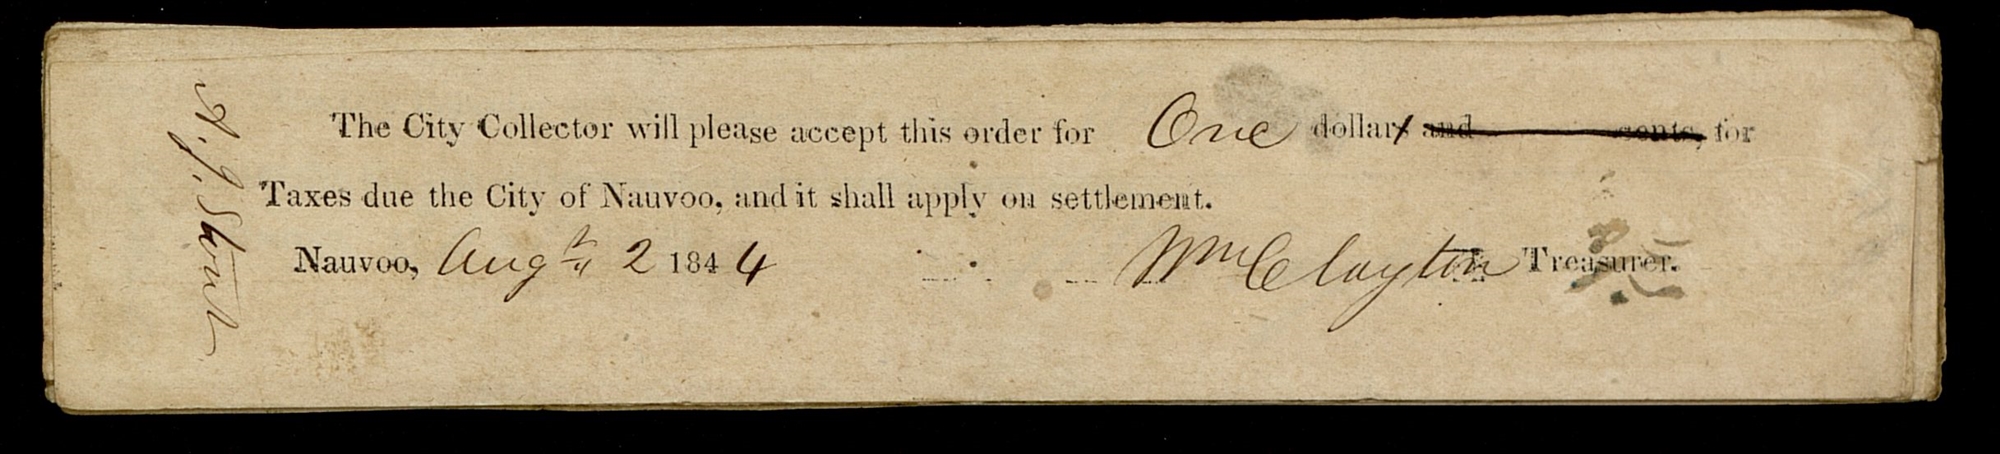 The City Collector will please accept this order for One dollars and cents, for
Taxes due the City of Nauvoo, and it shall apply on settlement.
Nauvoo, Augt. 2 1844 Wm Clayton Treasurer.